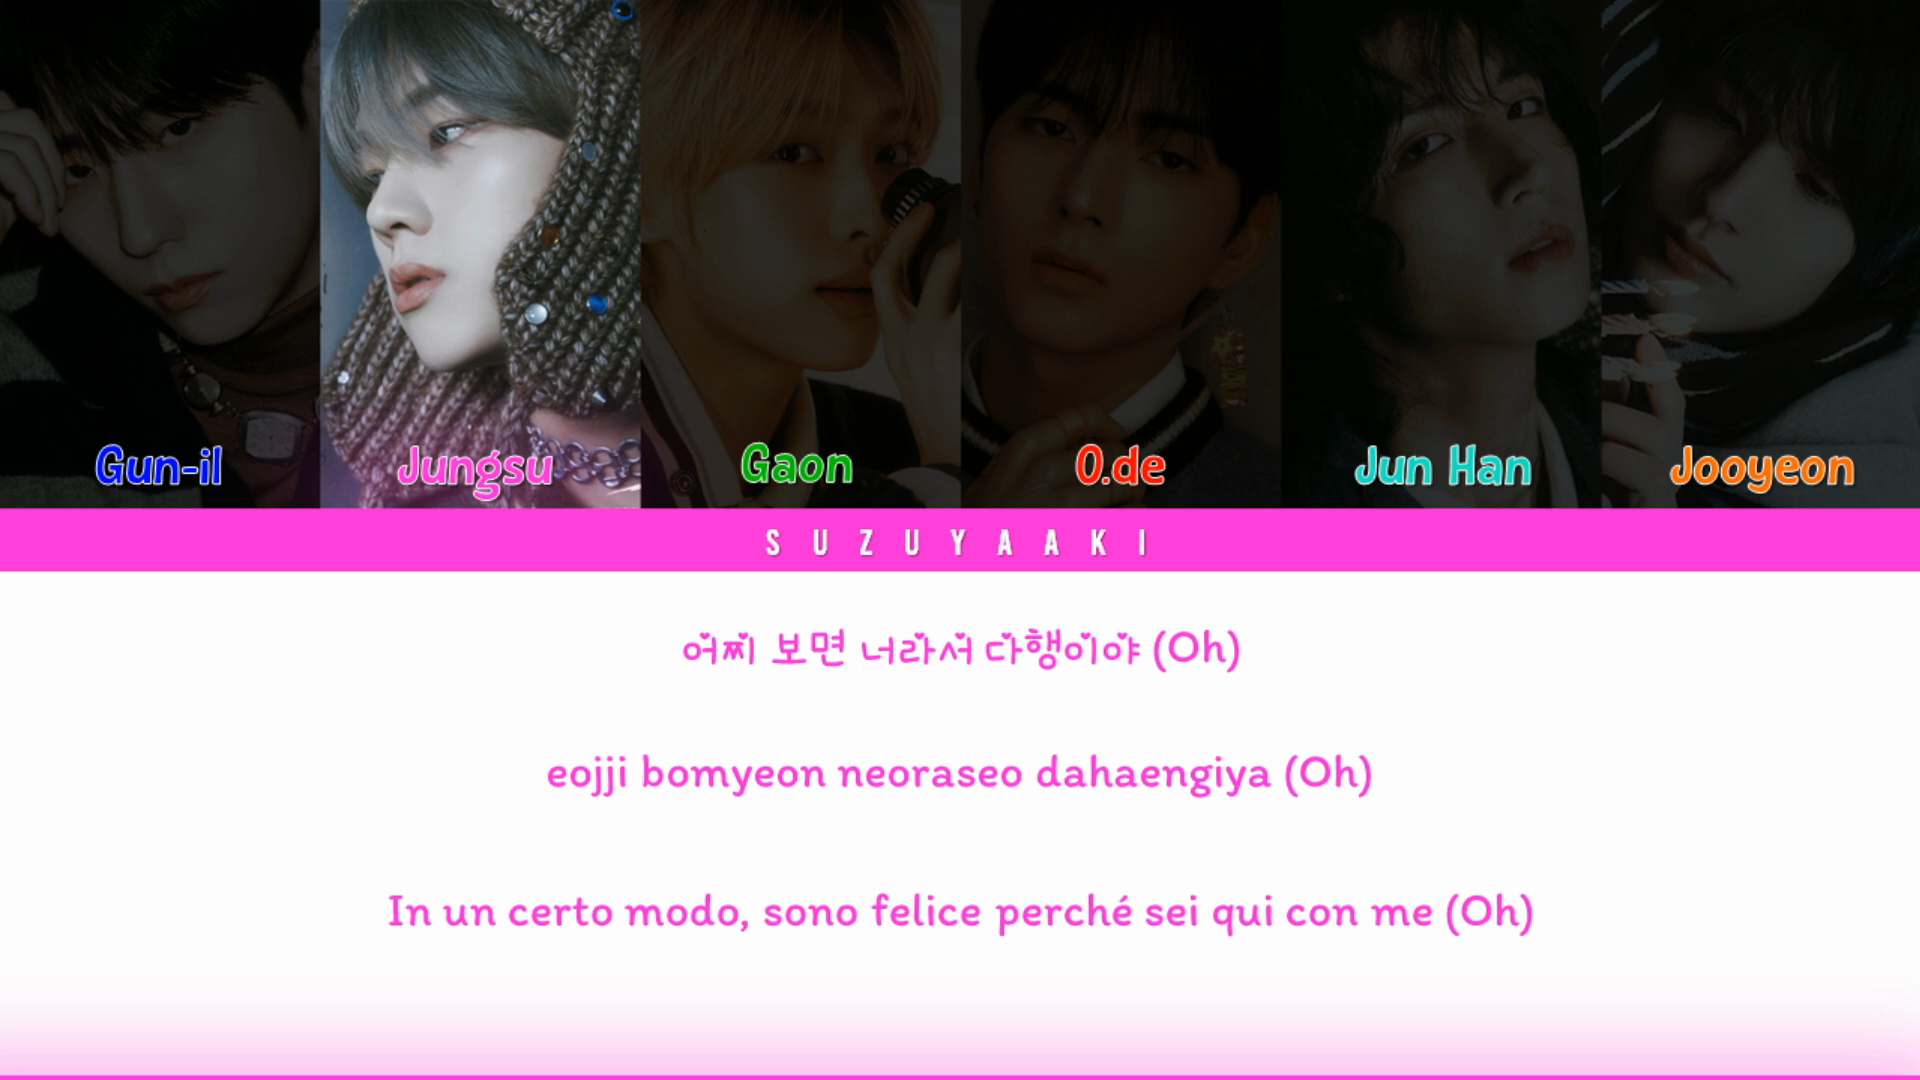 Gun-il Jungsu Gaon O.de Jun Han Jooyeon
SUZUYAAKI
어찌 보면 너라서 다행이야 (Oh)
eojji bomyeon neoraseo dahaengiya (Oh)
In un certo modo, sono felice perché sei qui con me (Oh)